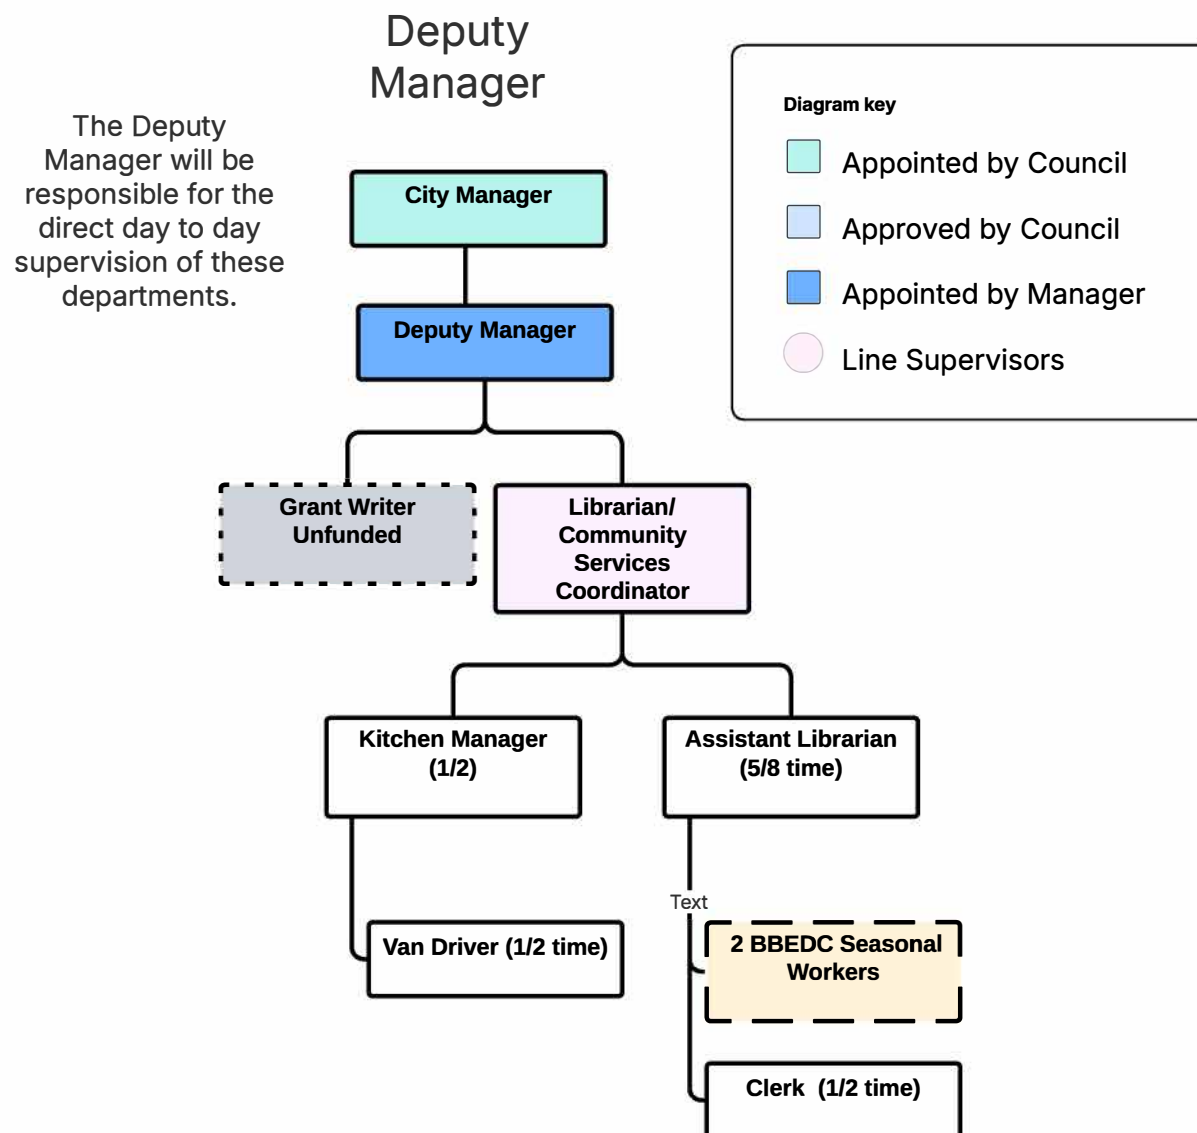 Deputy
Manager
The Deputy
Manager will be
responsible for the
direct day to day
supervision of these
departments.
Diagram key
Appointed by Council
Approved by Council
Appointed by Manager
Line Supervisors
City Manager
Deputy Manager
Grant Writer
Unfunded
Librarian/
Community
Services
Coordinator
Kitchen Manager
(1/2)
Assistant Librarian
(5/8 time)
Text
Van Driver (1/2 time)
2 BBEDC Seasonal
Workers
Clerk  (1/2 time)